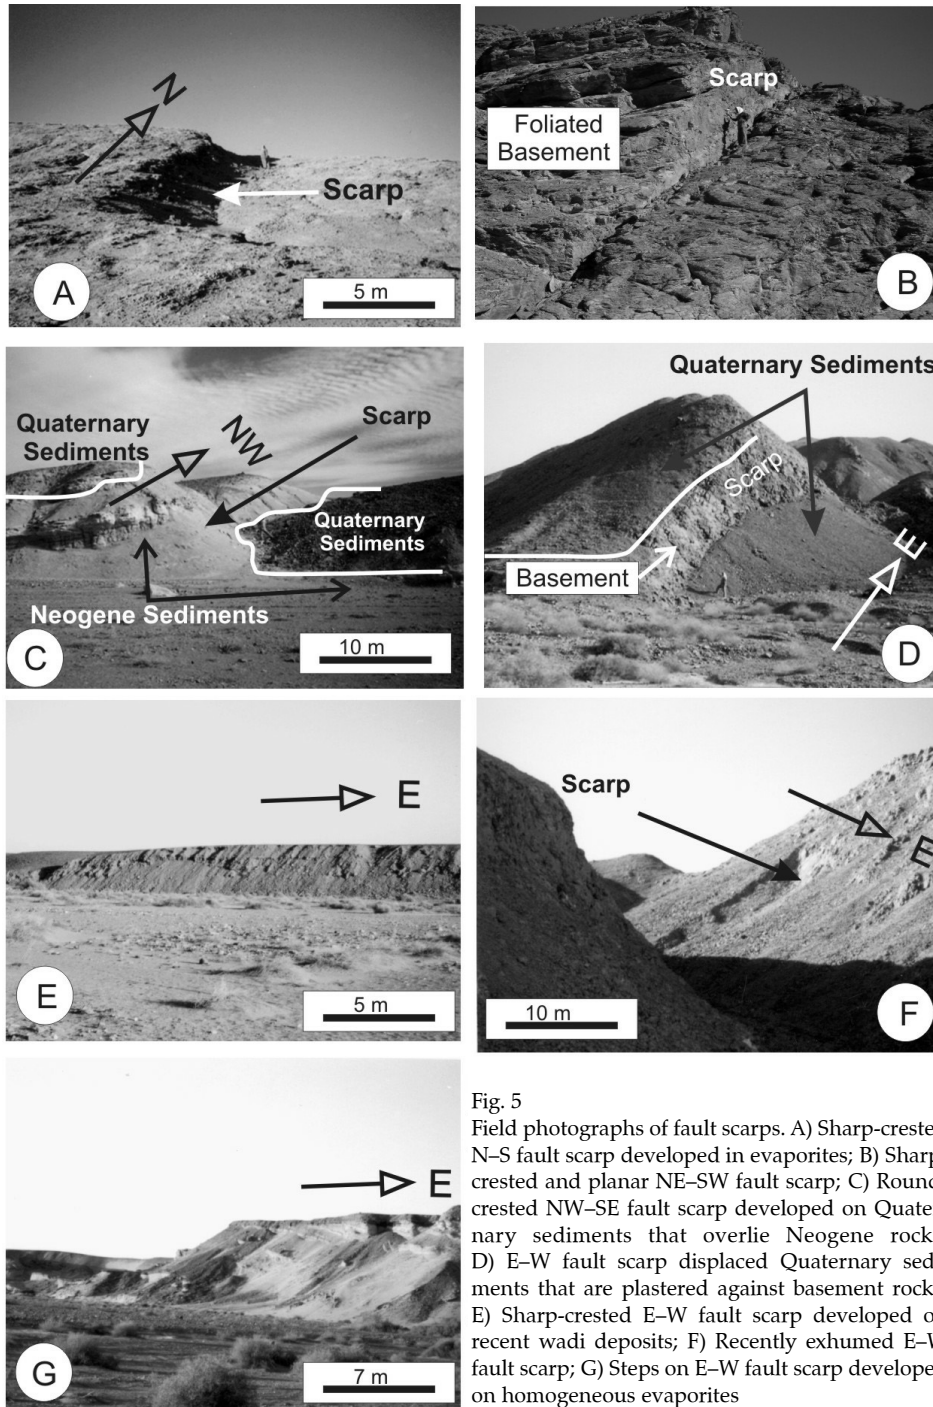 N
Scarp
A
5 m
Scarp
Foliated
Basement
B
Quaternary
Sediments
NW
Scarp
Quaternary
Sediments
Neogene Sediments
C
10 m
Quaternary Sediments
Scarp
Basement
E
D
E
E
5 m
Scarp
E
10 m
F
E
G
7 m
Fig. 5
Field photographs of fault scarps. A) Sharp-creste
N–S fault scarp developed in evaporites; B) Sharp
crested and planar NE–SW fault scarp; C) Round
crested NW–SE fault scarp developed on Quater
nary sediments that overlie Neogene rock
D) E–W fault scarp displaced Quaternary sed
ments that are plastered against basement rock
E) Sharp-crested E–W fault scarp developed o
recent wadi deposits; F) Recently exhumed E–W
fault scarp; G) Steps on E–W fault scarp develope
on homogeneous evaporites